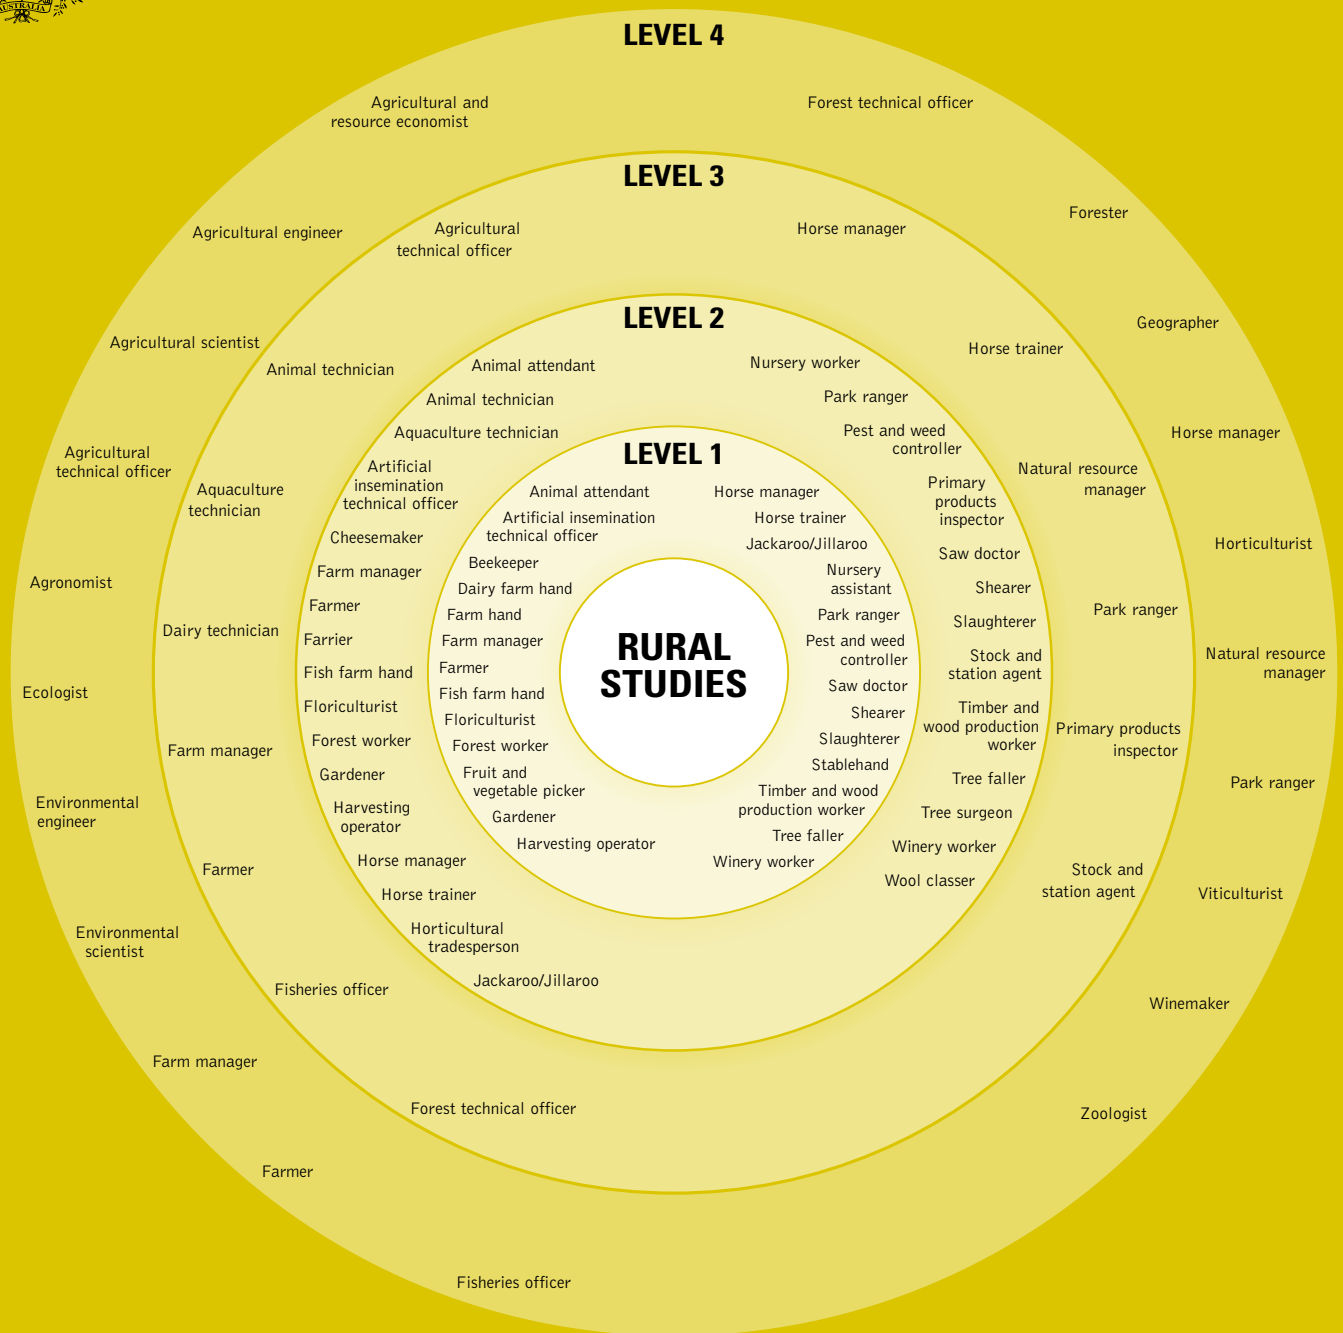 AUSTRALIA
LEVEL 4
Agricultural and
resource economist
Agricultural engineer
Agricultural scientist
Agricultural
technical officer
Agronomist
Ecologist
Environmental
engineer
Environmental
scientist
Farm manager
Farmer
Fisheries officer
Forest technical officer
Forester
Geographer
Horse manager
Horticulturist
Natural resource
manager
Park ranger
Viticulturist
Winemaker
Zoologist
LEVEL 3
Agricultural
technical officer
Animal technician
Aquaculture
technician
Dairy technician
Farm manager
Farmer
Fisheries officer
Forest technical officer
Horse manager
Horse trainer
Natural resource
manager
Park ranger
Primary products
inspector
Stock and
station agent
LEVEL 2
Animal attendant
Animal technician
Aquaculture technician
Artificial
insemination
technical officer
Cheesemaker
Farm manager
Farmer
Farrier
Fish farm hand
Floriculturist
Forest worker
Gardener
Harvesting
operator
Horse manager
Horse trainer
Horticultural
tradesperson
Jackaroo/Jillaroo
Nursery worker
Park ranger
Pest and weed
controller
Primary
products
inspector
Saw doctor
Shearer
Slaughterer
Stock and
station agent
Timber and
wood production
worker
Tree faller
Tree surgeon
Winery worker
Wool classer
LEVEL 1
Animal attendant
Artificial insemination
technical officer
Beekeeper
Dairy farm hand
Farm hand
Farm manager
Farmer
Fish farm hand
Floriculturist
Forest worker
Fruit and
vegetable picker
Gardener
Harvesting operator
Horse manager
Horse trainer
Jackaroo/Jillaroo
Nursery
assistant
Park ranger
Pest and weed
controller
Saw doctor
Shearer
Slaughterer
Stablehand
Timber and wood
production worker
Tree faller
Winery worker
RURAL
STUDIES